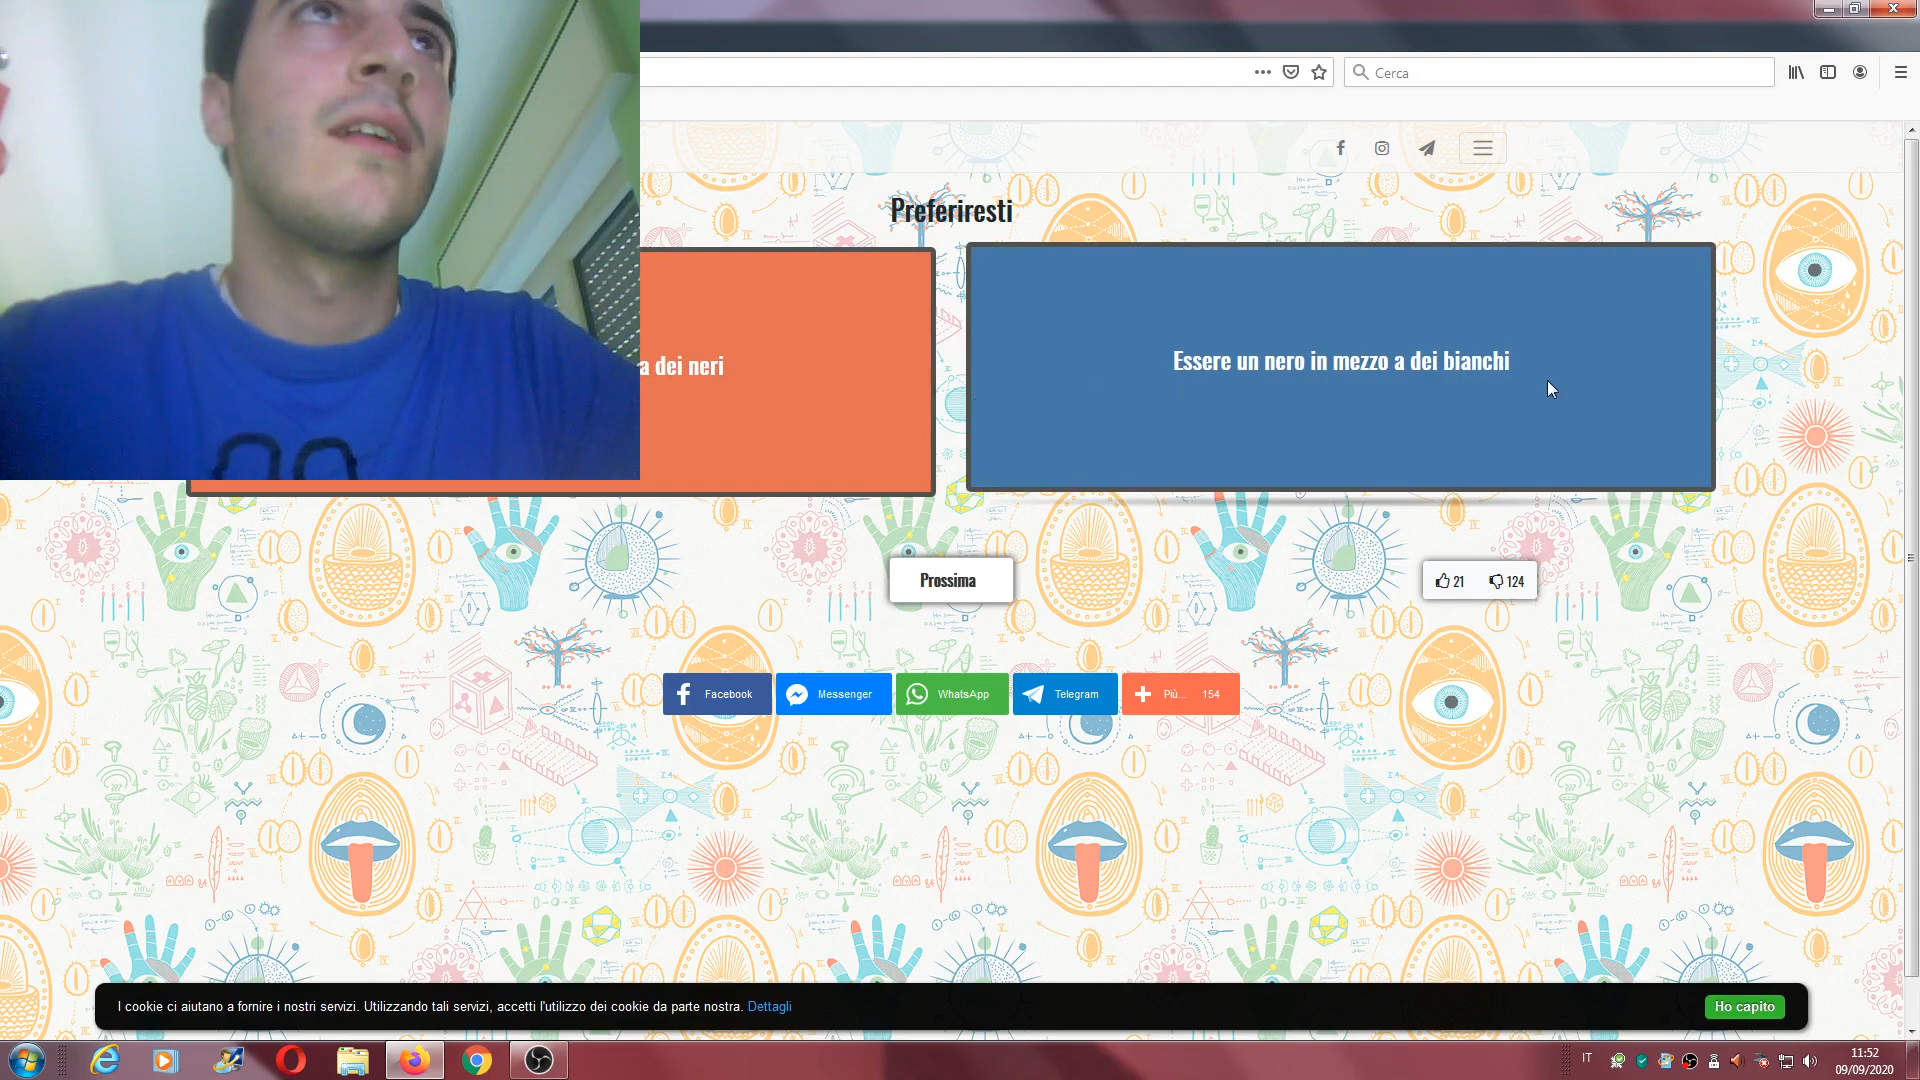 Cerca
Preferiresti
a dei neri
Essere un nero in mezzo a dei bianchi
Prossima
21
124
Facebook
Messenger
WhatsApp
Telegram
Più...
154
I cookie ci aiutano a fornire i nostri servizi. Utilizzando tali servizi, accetti l'utilizzo dei cookie da parte nostra. Dettagli
Ho capito
IT
11:52
09/09/2020